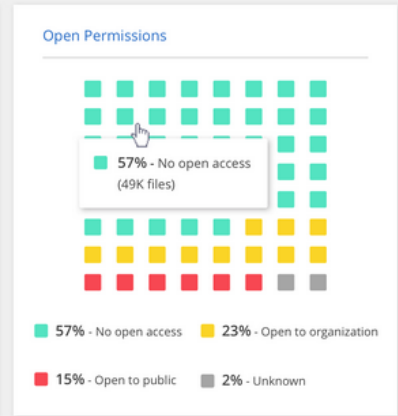 Open Permissions
57% - No open access
(49K files)
57% - No open access
23% - Open to organization
15% - Open to public
2% - Unknown